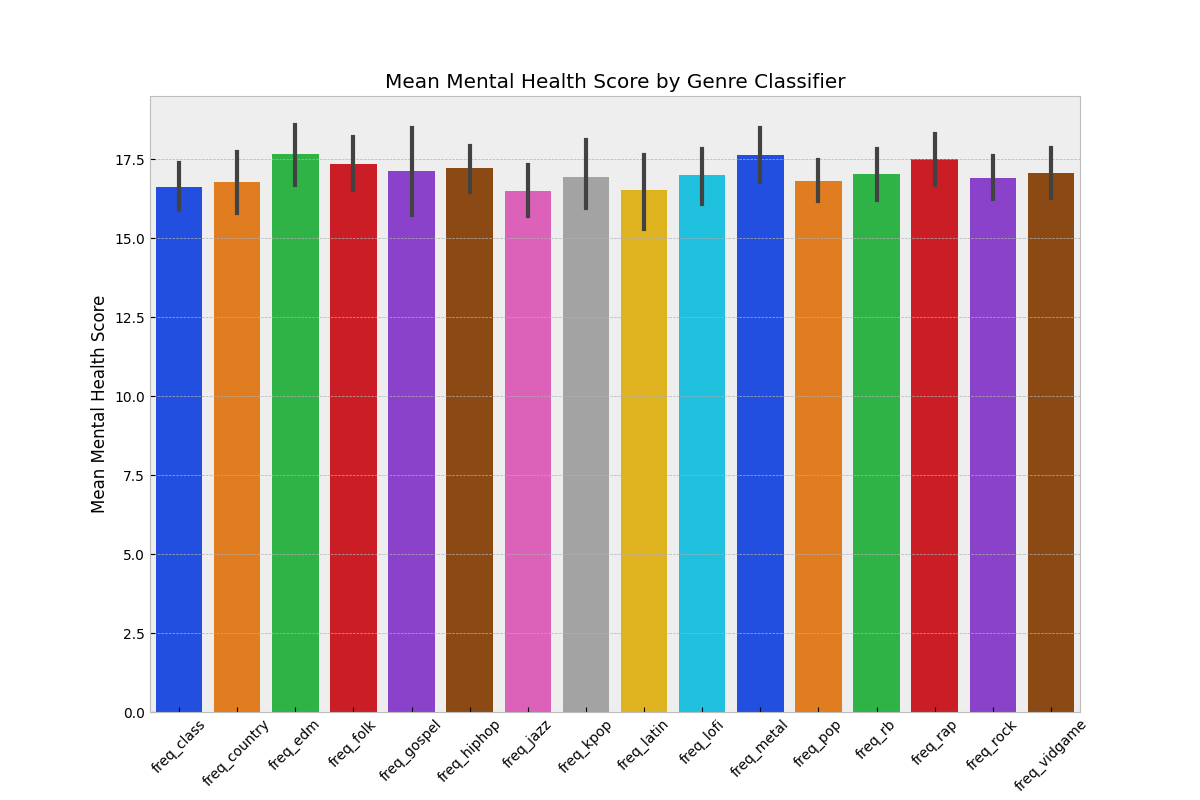 Mean Mental Health Score by Genre Classifier
Mean Mental Health Score
17.5
15.0
12.5
10.0
7.5
5.0
2.5
0.0
freq_class
freq_country
freq_edm
freq_folk
freq_gospel
freq_hiphop
freq_jazz
freq_kpop
freq_latin
freq_lofi
freq_metal
freq_pop
freq_rb
freq_rap
freq_rock
freq_vidgame